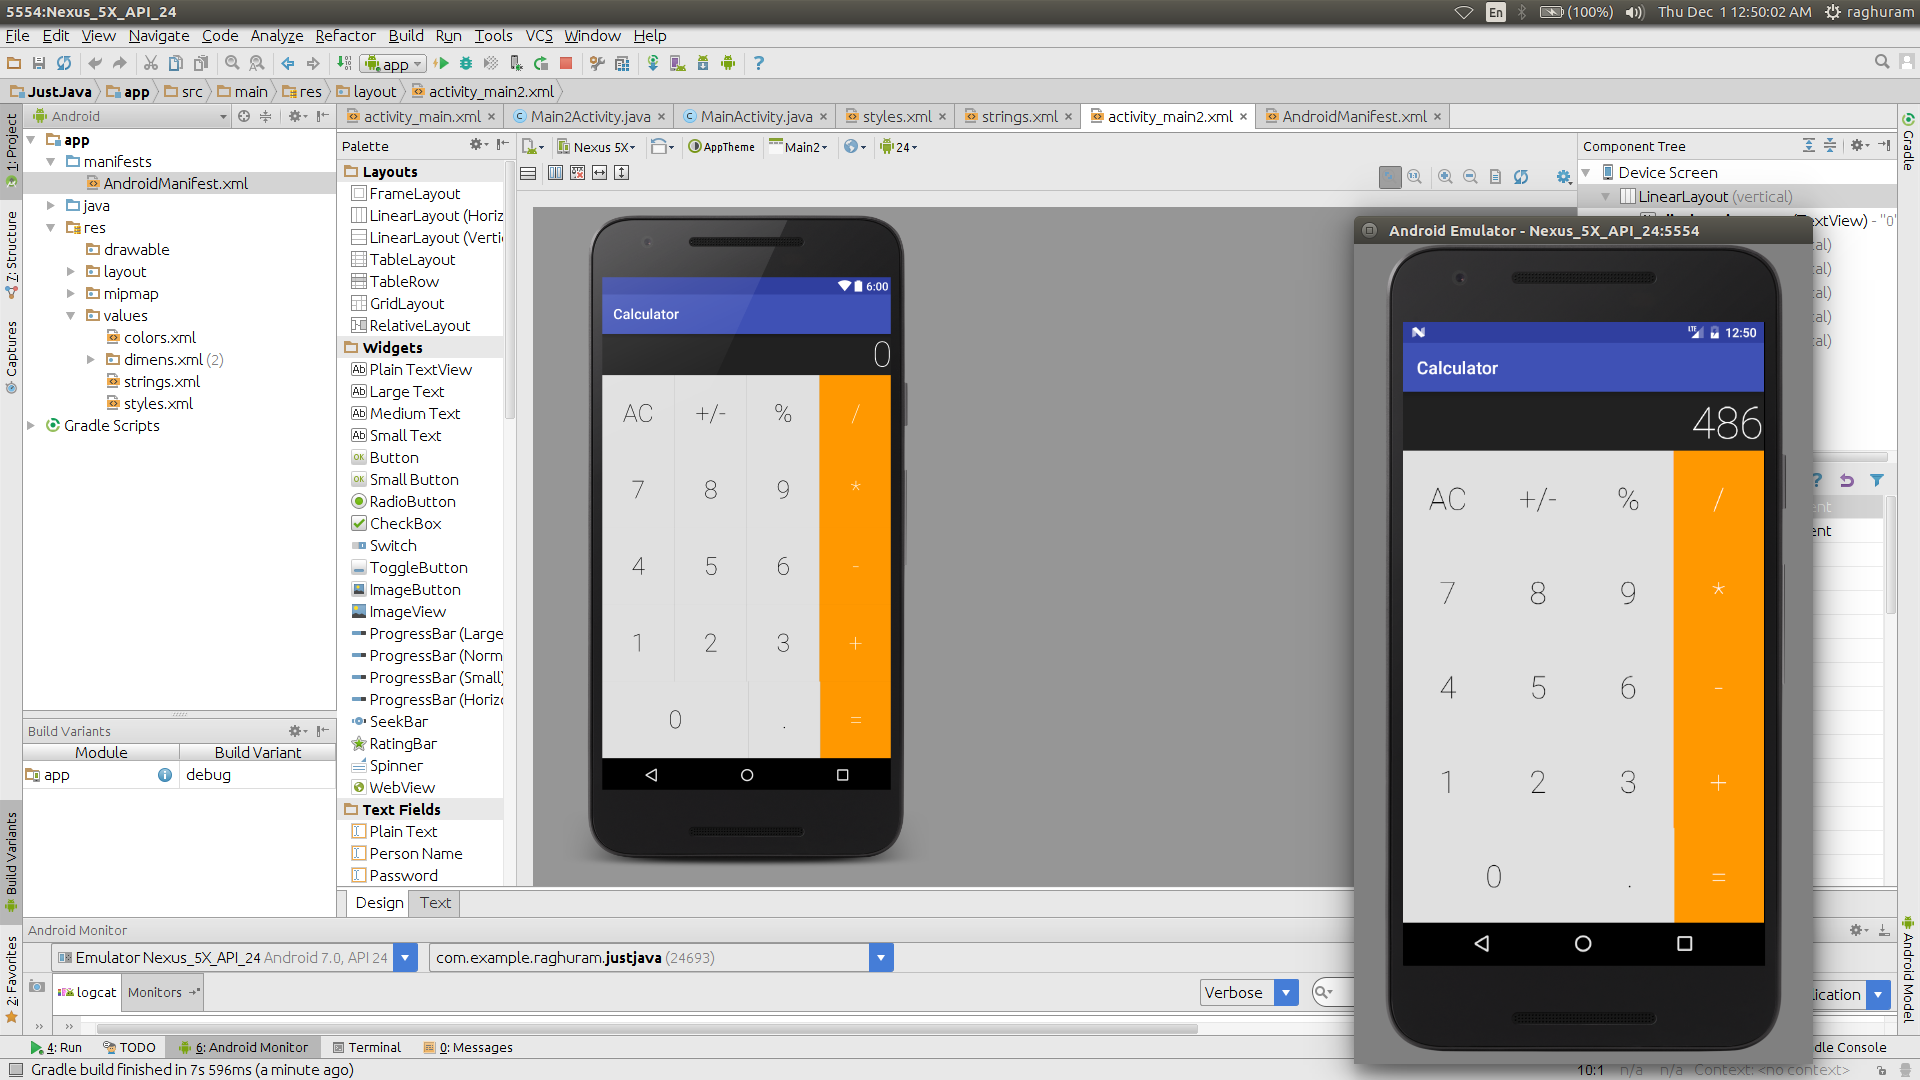 5554:Nexus_5X_API_24
En (100%) Thu Dec 1 12:50:02 AM raghuram
File Edit View Navigate Code Analyze Refactor Build Run Tools VCS Window Help
app
JustJava app src main res layout activity_main2.xml
Android
activity_main.xml Main2Activity.java MainActivity.java styles.xml strings.xml activity_main2.xml AndroidManifest.xml
1: Project
7: Structure
Captures
Build Variants
2: Favorites
app
manifests
AndroidManifest.xml
java
res
drawable
layout
mipmap
values
colors.xml
dimens.xml (2)
strings.xml
styles.xml
Gradle Scripts
Build Variants
Module Build Variant
app debug
Palette
Layouts
FrameLayout
LinearLayout (Horiz
LinearLayout (Verti
TableLayout
TableRow
GridLayout
RelativeLayout
Widgets
Ab Plain TextView
Ab Large Text
Ab Medium Text
Ab Small Text
OK Button
OK Small Button
RadioButton
CheckBox
Switch
ToggleButton
ImageButton
ImageView
ProgressBar (Large
ProgressBar (Norm
ProgressBar (Small)
ProgressBar (Horizo
SeekBar
RatingBar
Spinner
WebView
Text Fields
Plain Text
Person Name
Password
Nexus 5X AppTheme Main2 24
6:00
Calculator
0
AC +/- % /
7 8 9 *
4 5 6 -
1 2 3 +
0 . =
Design Text
Component Tree
Device Screen
LinearLayout (vertical)
TextView) - "0"
al)
al)
al)
al)
al)
ent
ent
Gradle
Android Model
Android Emulator - Nexus_5X_API_24:5554
LTE 12:50
Calculator
486
AC +/- % /
7 8 9 *
4 5 6 -
1 2 3 +
0 . =
Android Monitor
Emulator Nexus_5X_API_24 Android 7.0, API 24
com.example.raghuram.justjava (24693)
logcat Monitors
Verbose
ication
4: Run TODO 6: Android Monitor Terminal 0: Messages
dle Console
Gradle build finished in 7s 596ms (a minute ago)
10:1 n/a n/a Context: <no context>